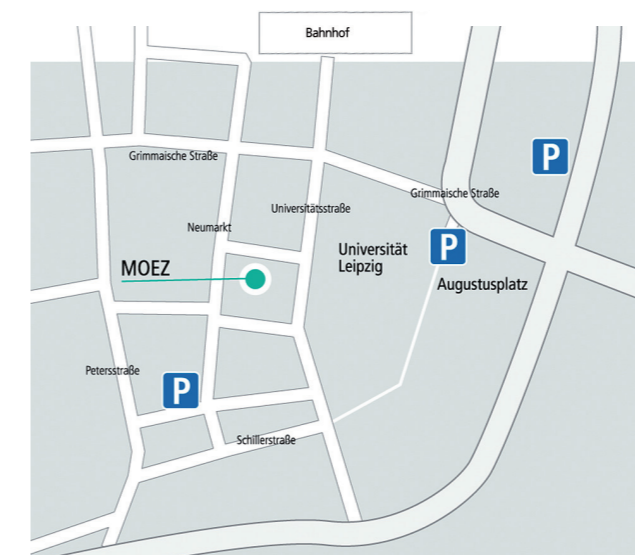 Bahnhof
P
Grimmaische Straße
Grimmaische Straße
Universitätsstraße
Neumarkt
Universität
Leipzig
P
MOEZ
Augustusplatz
Petersstraße
P
Schillerstraße